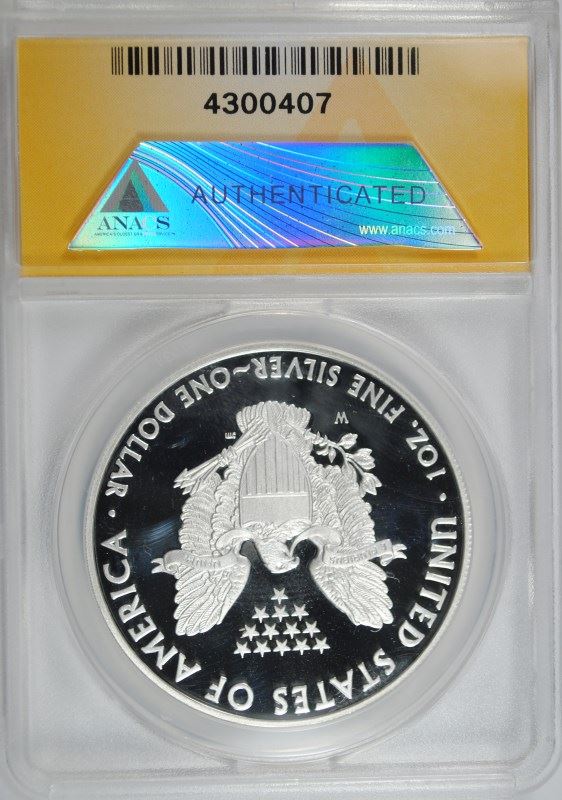 4300407
AUTHENTICATED
ANACS
www.anacs.com
UNITED STATES OF AMERICA
· 1 OZ. FINE SILVER~ONE DOLLAR ·
W